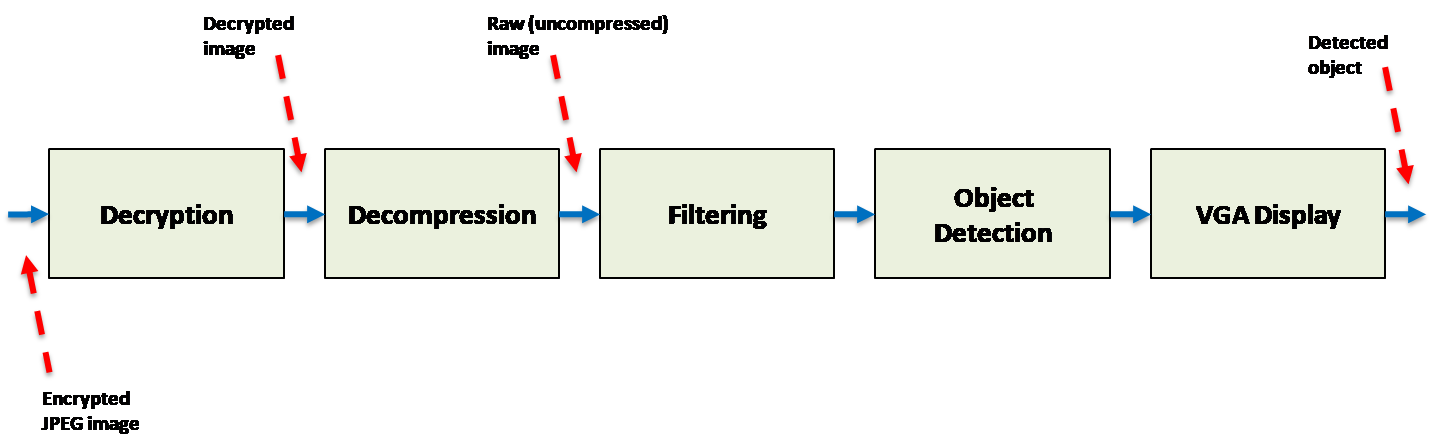 Decrypted
image
Raw (uncompressed)
image
Detected
object
Decryption
Decompression
Filtering
Object
Detection
VGA Display
Encrypted
JPEG image